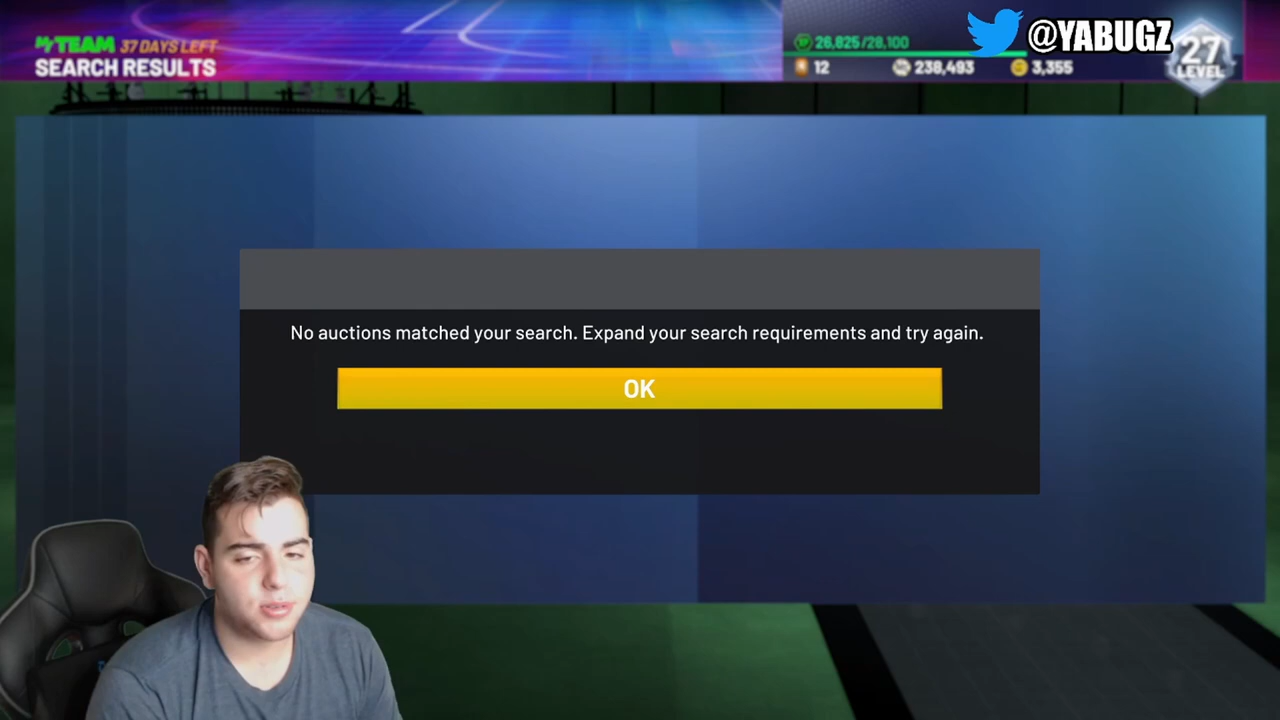 MyTEAM 37 DAYS LEFT
SEARCH RESULTS
26,825/28,100
12
238,493
3,355
@YABUGZ
27
LEVEL
No auctions matched your search. Expand your search requirements and try again.
OK